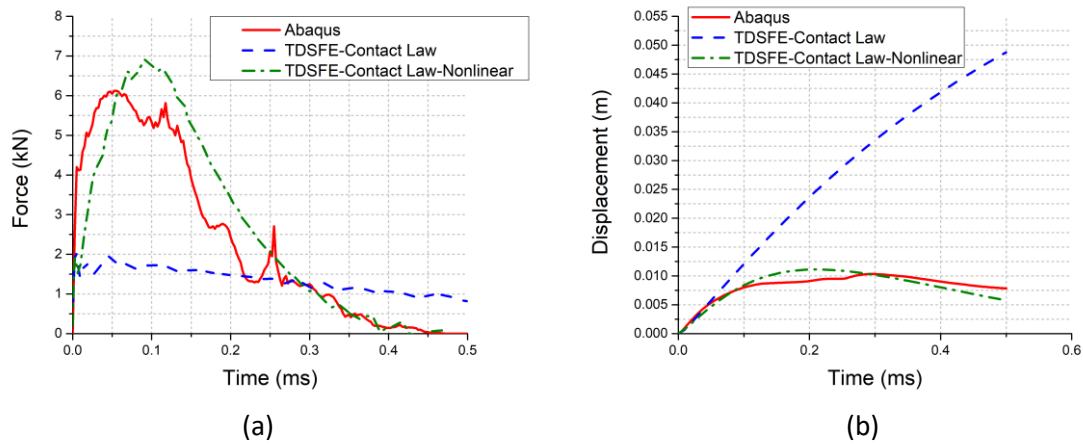 Abaqus
TDSFE-Contact Law
TDSFE-Contact Law-Nonlinear
Force (kN)
8
7
6
5
4
3
2
1
0
0.0 0.1 0.2 0.3 0.4 0.5
Time (ms)
(a)
Abaqus
TDSFE-Contact Law
TDSFE-Contact Law-Nonlinear
Displacement (m)
0.055
0.050
0.045
0.040
0.035
0.030
0.025
0.020
0.015
0.010
0.005
0.000
0.0 0.2 0.4 0.6
Time (ms)
(b)